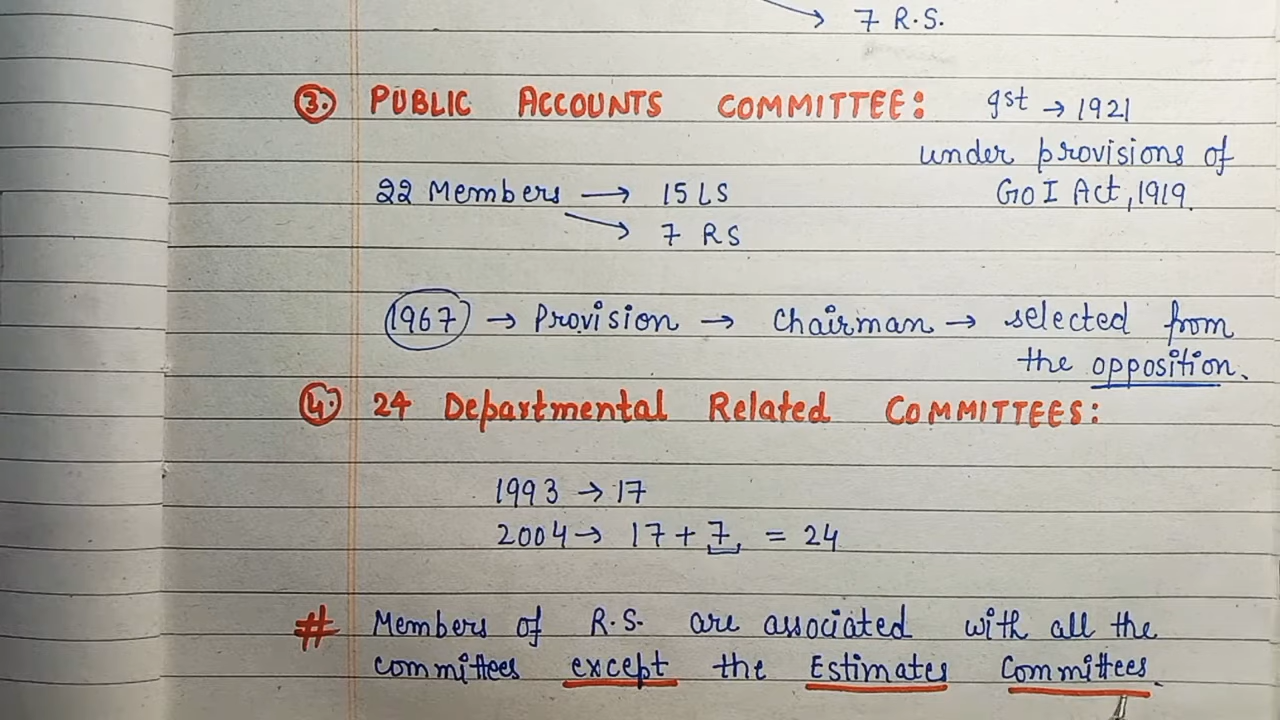 → 7 R.S.
3. PUBLIC ACCOUNTS COMMITTEE: 1st → 1921
under provisions of
GoI Act, 1919.
22 Members → 15 LS
→ 7 RS
1967 → Provision → Chairman → selected from
the opposition.
4. 24 Departmental Related COMMITTEES:
1993 → 17
2004 → 17 + 7 = 24
# Members of R.S. are associated with all the
committees except the Estimates Committees.